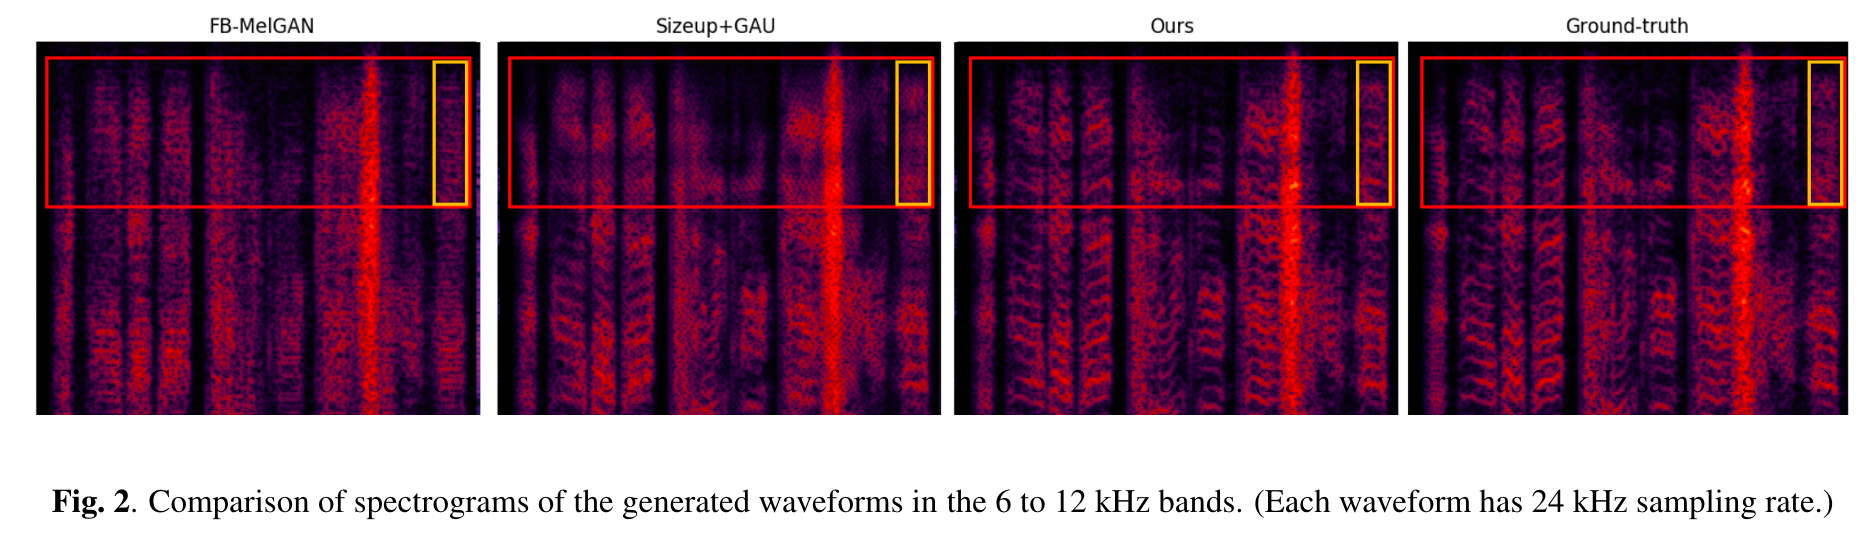 FB-MelGAN Sizeup+GAU Ours Ground-truth
Fig. 2. Comparison of spectrograms of the generated waveforms in the 6 to 12 kHz bands. (Each waveform has 24 kHz sampling rate.)